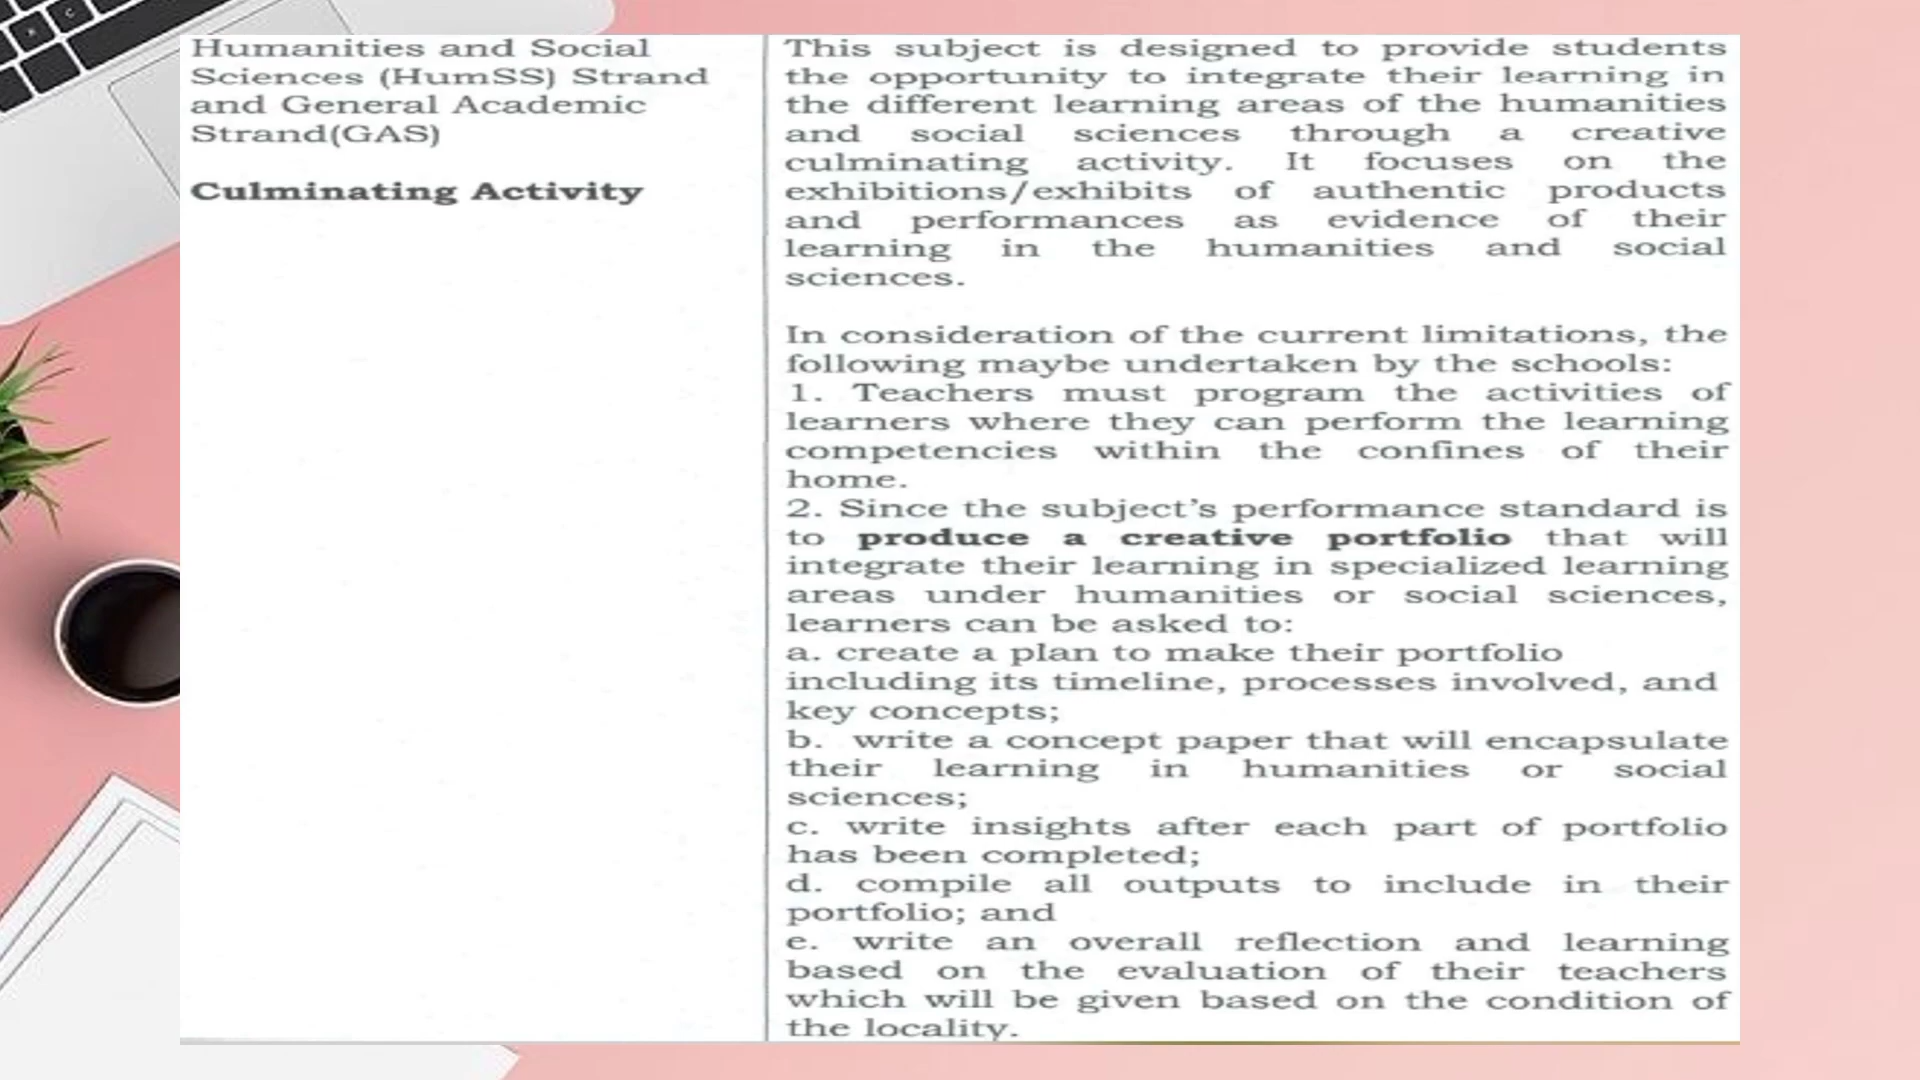 Humanities and Social
Sciences (HumSS) Strand
and General Academic
Strand(GAS)
Culminating Activity
This subject is designed to provide students
the opportunity to integrate their learning in
the different learning areas of the humanities
and social sciences through a creative
culminating activity. It focuses on the
exhibitions/exhibits of authentic products
and performances as evidence of their
learning in the humanities and social
sciences.
In consideration of the current limitations, the
following maybe undertaken by the schools:
1. Teachers must program the activities of
learners where they can perform the learning
competencies within the confines of their
home.
2. Since the subject's performance standard is
to produce a creative portfolio that will
integrate their learning in specialized learning
areas under humanities or social sciences,
learners can be asked to:
a. create a plan to make their portfolio
including its timeline, processes involved, and
key concepts;
b. write a concept paper that will encapsulate
their learning in humanities or social
sciences;
c. write insights after each part of portfolio
has been completed;
d. compile all outputs to include in their
portfolio; and
e. write an overall reflection and learning
based on the evaluation of their teachers
which will be given based on the condition of
the locality.